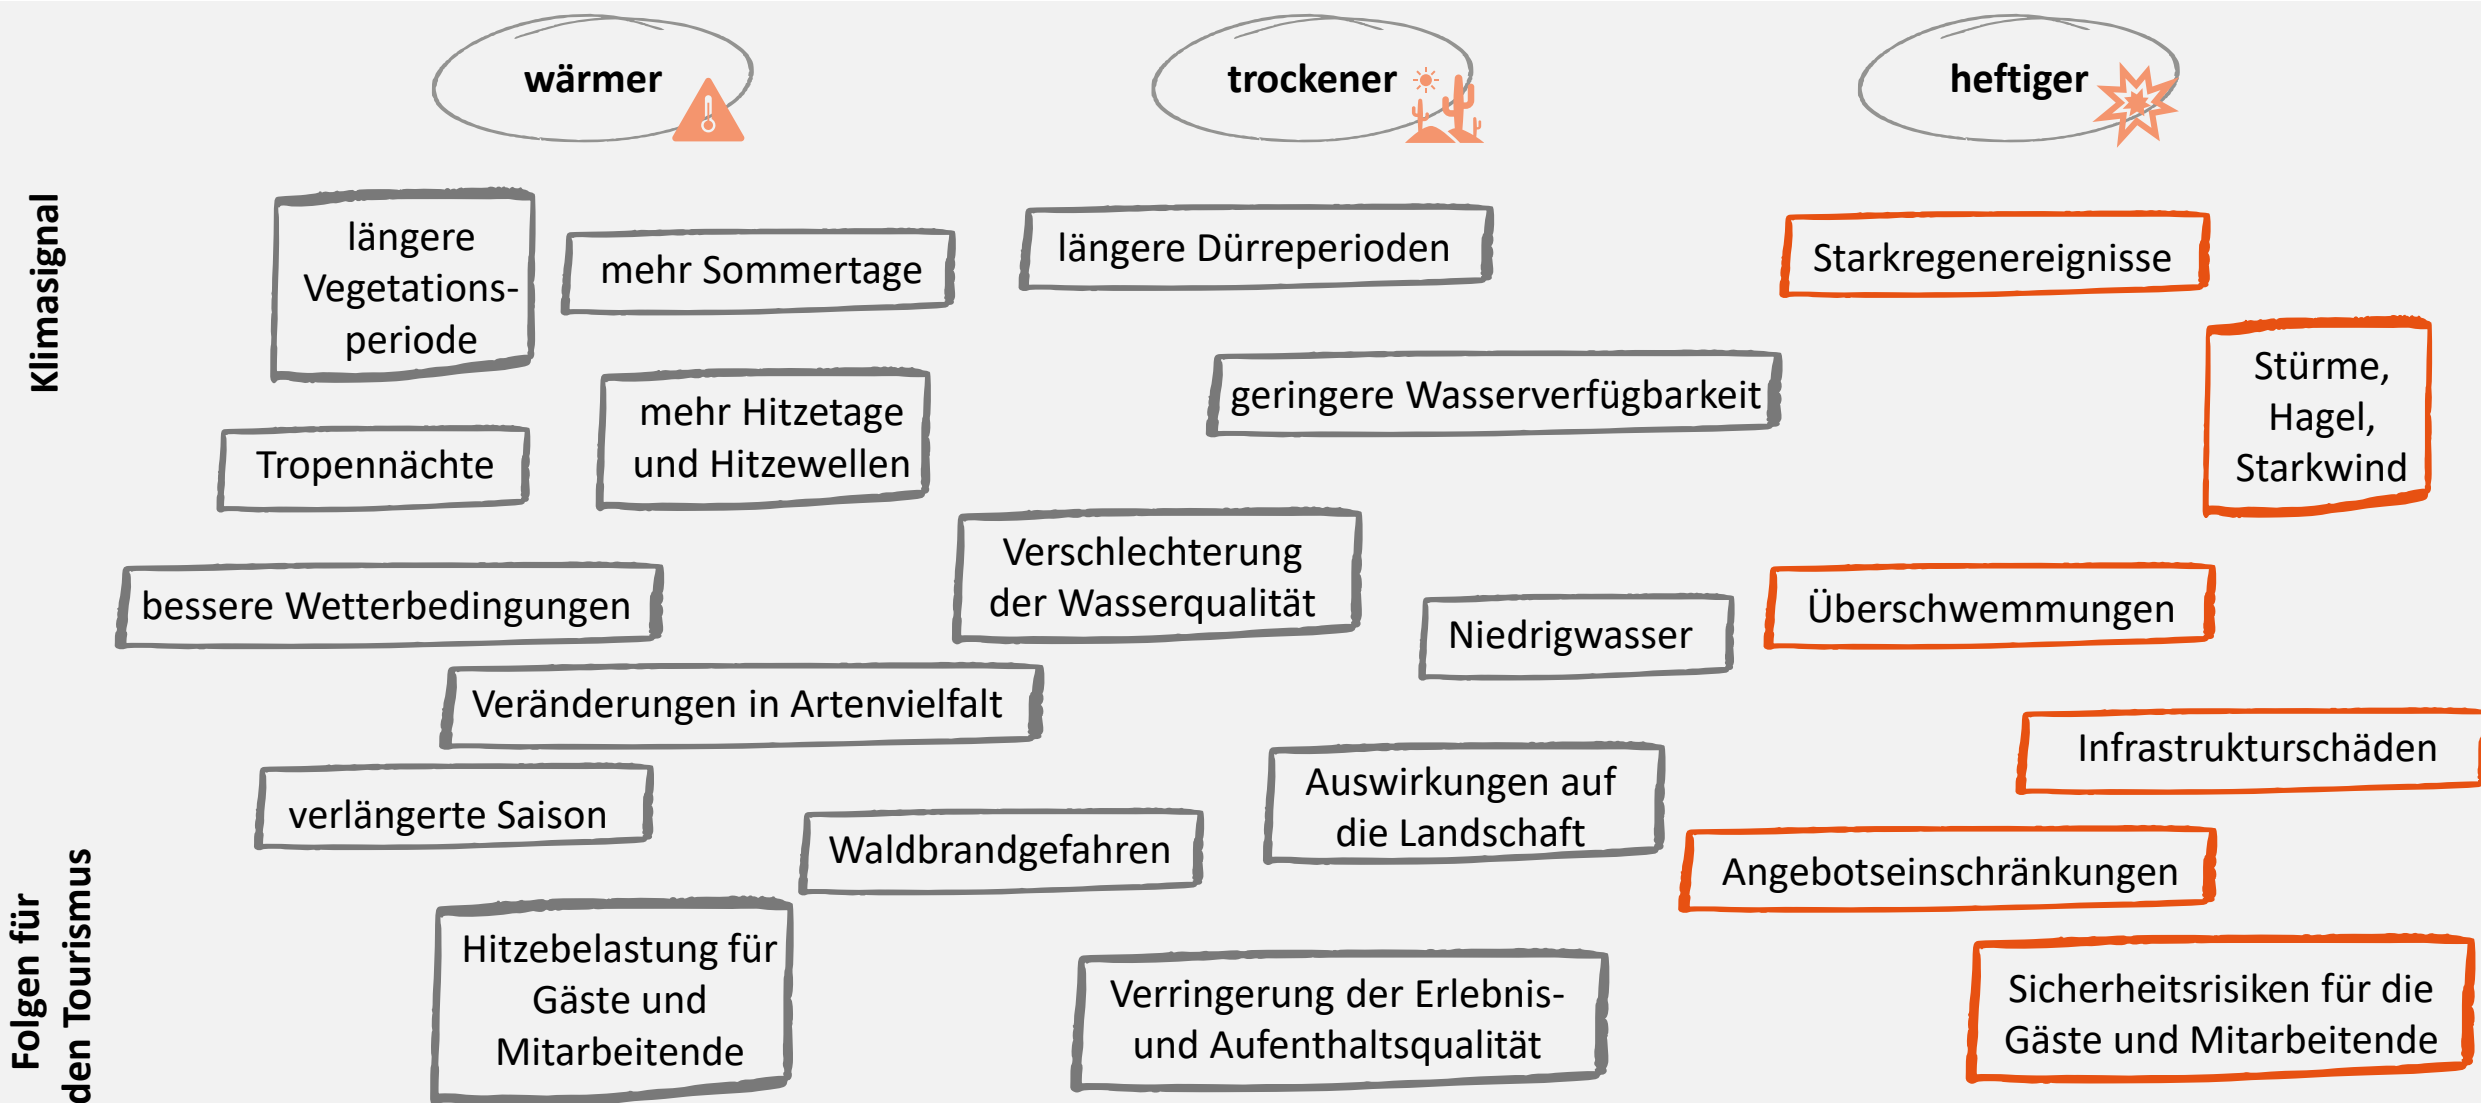 wärmer
trockener
heftiger
Klimasignal
längere
Vegetations-
periode
mehr Sommertage
längere Dürreperioden
Starkregenereignisse
geringere Wasserverfügbarkeit
Stürme,
Hagel,
Starkwind
mehr Hitzetage
und Hitzewellen
Tropennächte
Verschlechterung
der Wasserqualität
bessere Wetterbedingungen
Niedrigwasser
Überschwemmungen
Veränderungen in Artenvielfalt
Infrastrukturschäden
verlängerte Saison
Auswirkungen auf
die Landschaft
Waldbrandgefahren
Angebotseinschränkungen
Folgen für
den Tourismus
Hitzebelastung für
Gäste und
Mitarbeitende
Verringerung der Erlebnis-
und Aufenthaltsqualität
Sicherheitsrisiken für die
Gäste und Mitarbeitende